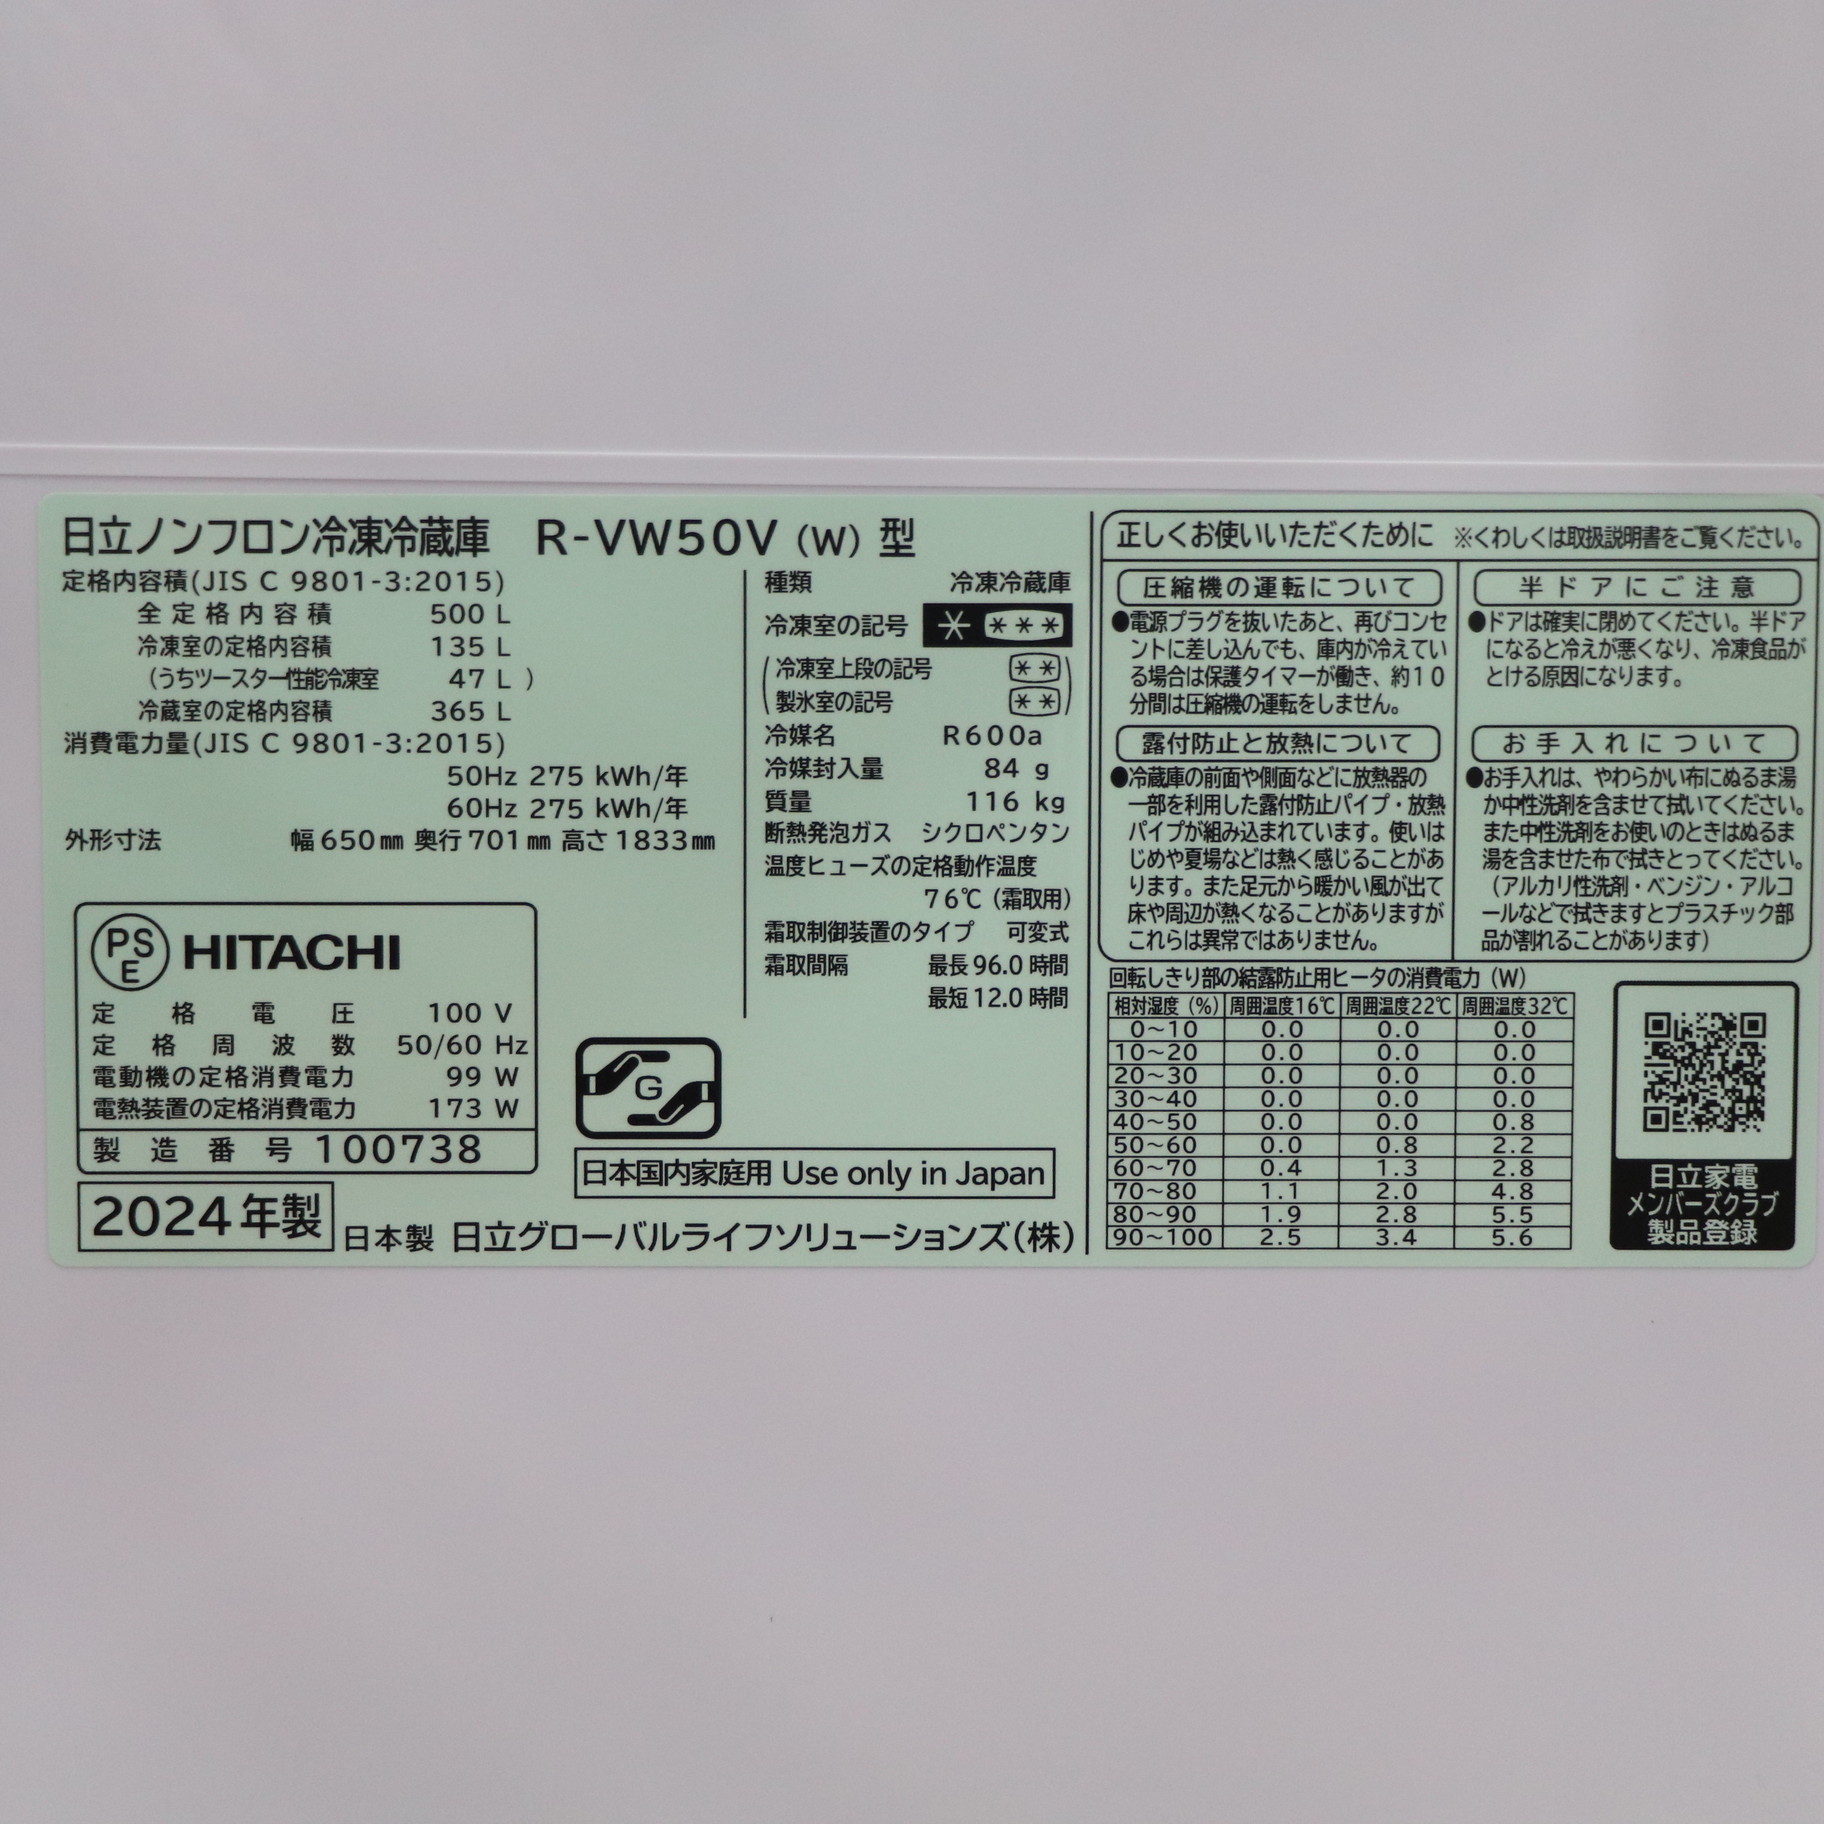 日立ノンフロン冷凍冷蔵庫 R-VW50V (W) 型
定格内容積(JIS C 9801-3:2015)
全定格内容積 500 L
冷凍室の定格内容積 135 L
(うちツースター性能冷凍室 47 L )
冷蔵室の定格内容積 365 L
消費電力量(JIS C 9801-3:2015)
50Hz 275 kWh/年
60Hz 275 kWh/年
外形寸法 幅650㎜ 奥行701㎜ 高さ1833㎜
PS
E
HITACHI
定格電圧 100 V
定格周波数 50/60 Hz
電動機の定格消費電力 99 W
電熱装置の定格消費電力 173 W
製造番号 100738
2024年製
日本製 日立グローバルライフソリューションズ(株)
種類 冷凍冷蔵庫
冷凍室の記号 * ***
(冷凍室上段の記号 **)
(製氷室の記号 **)
冷媒名 R600a
冷媒封入量 84 g
質量 116 kg
断熱発泡ガス シクロペンタン
温度ヒューズの定格動作温度
76℃(霜取用)
霜取制御装置のタイプ 可変式
霜取間隔 最長96.0時間
最短12.0時間
G
日本国内家庭用 Use only in Japan
正しくお使いいただくために ※くわしくは取扱説明書をご覧ください。
圧縮機の運転について
●電源プラグを抜いたあと、再びコンセ
ントに差し込んでも、庫内が冷えてい
る場合は保護タイマーが働き、約10
分間は圧縮機の運転をしません。
露付防止と放熱について
●冷蔵庫の前面や側面などに放熱器の
一部を利用した露付防止パイプ・放熱
パイプが組み込まれています。使いは
じめや夏場などは熱く感じることがあ
ります。また足元から暖かい風が出て
床や周辺が熱くなることがありますが
これらは異常ではありません。
半ドアにご注意
●ドアは確実に閉めてください。半ドア
になると冷えが悪くなり、冷凍食品が
とける原因になります。
お手入れについて
●お手入れは、やわらかい布にぬるま湯
か中性洗剤を含ませて拭いてください。
また中性洗剤をお使いのときはぬるま
湯を含ませた布で拭きとってください。
(アルカリ性洗剤・ベンジン・アルコ
ールなどで拭きますとプラスチック部
品が割れることがあります)
回転しきり部の結露防止用ヒータの消費電力(W)
相対湿度(%) 周囲温度16℃ 周囲温度22℃ 周囲温度32℃
0~10 0.0 0.0 0.0
10~20 0.0 0.0 0.0
20~30 0.0 0.0 0.0
30~40 0.0 0.0 0.0
40~50 0.0 0.0 0.8
50~60 0.0 0.8 2.2
60~70 0.4 1.3 2.8
70~80 1.1 2.0 4.8
80~90 1.9 2.8 5.5
90~100 2.5 3.4 5.6
日立家電
メンバーズクラブ
製品登録